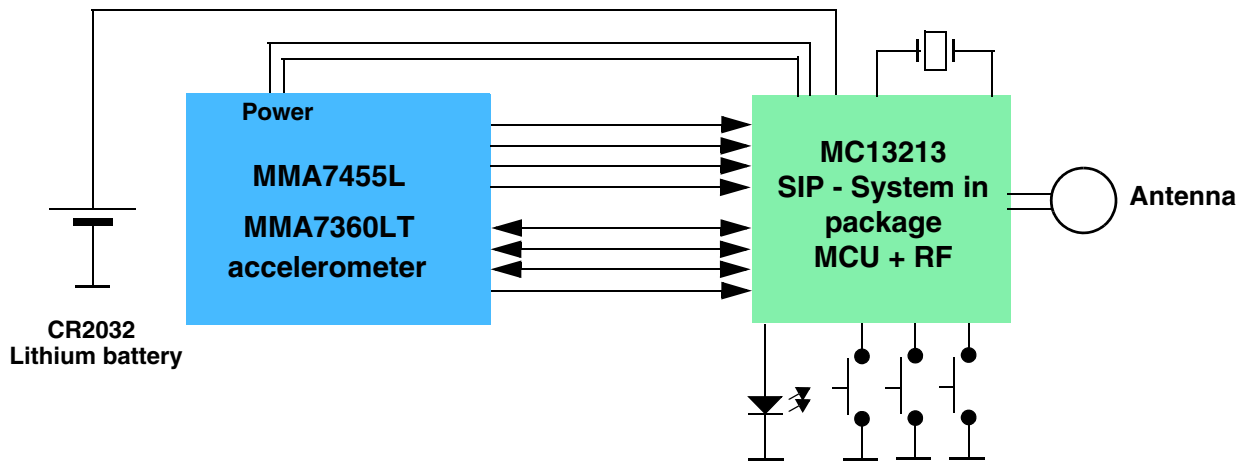 Power
MMA7455L
MMA7360LT
accelerometer
MC13213
SIP - System in
package
MCU + RF
Antenna
CR2032
Lithium battery